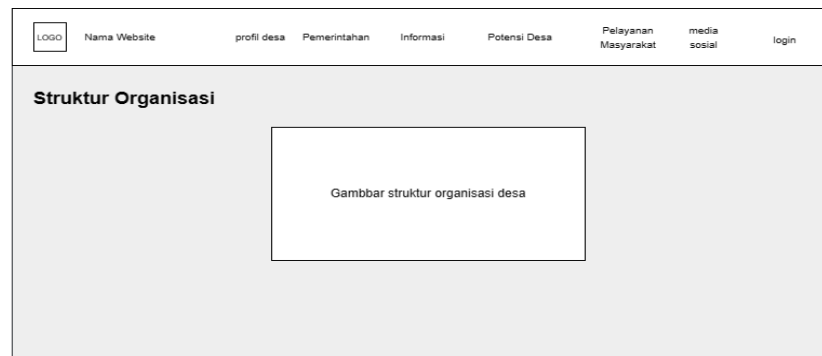 LOGO
Nama Website
profil desa
Pemerintahan
Informasi
Potensi Desa
Pelayanan
Masyarakat
media
sosial
login
Struktur Organisasi
Gambbar struktur organisasi desa